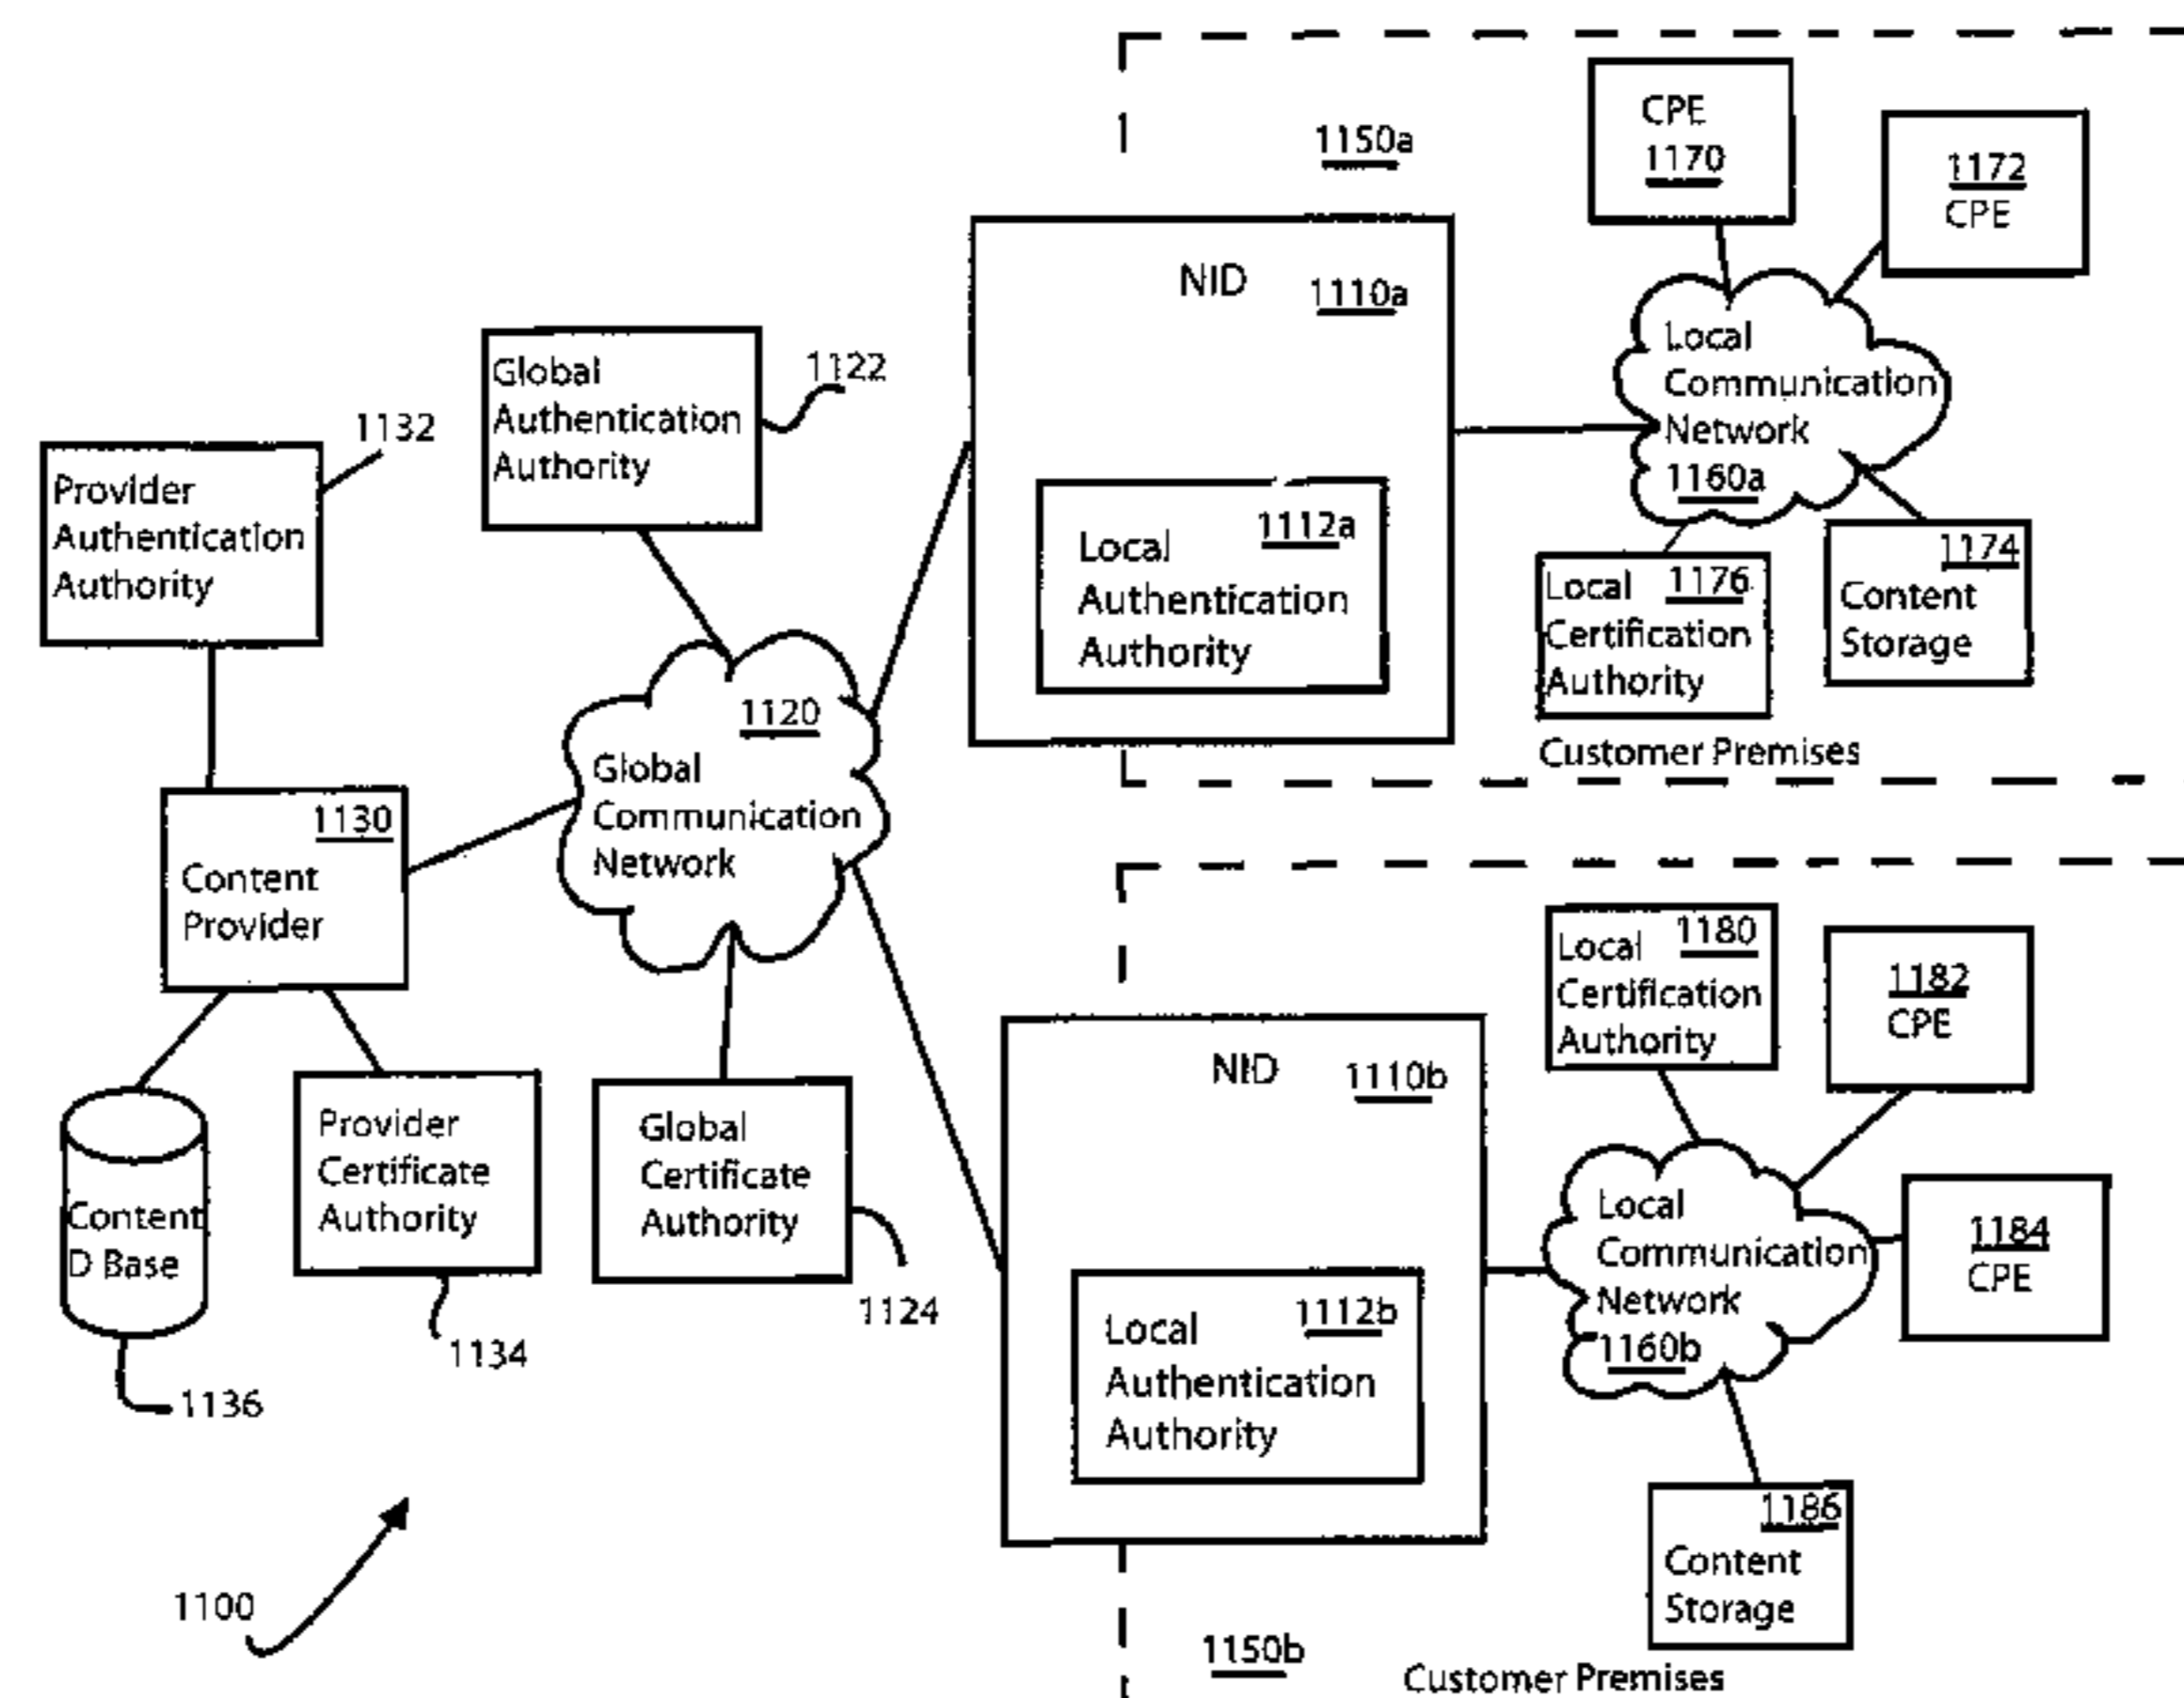 1150a
CPE
1170
1172
CPE
NID
1110a
Local
Communication
Network
1160a
Global
Authentication
Authority
1122
1132
Provider
Authentication
Authority
1112a
Local
Authentication
Authority
1176
Local
Certification
Authority
1174
Content
Storage
Customer Premises
1120
Global
Communication
Network
1130
Content
Provider
1180
Local
Certification
Authority
1182
CPE
NID
1110b
Content
D Base
Provider
Certificate
Authority
Global
Certificate
Authority
1124
1134
1136
Local
Communication
Network
1160b
1184
CPE
1112b
Local
Authentication
Authority
1186
Content
Storage
1100
1150b
Customer Premises